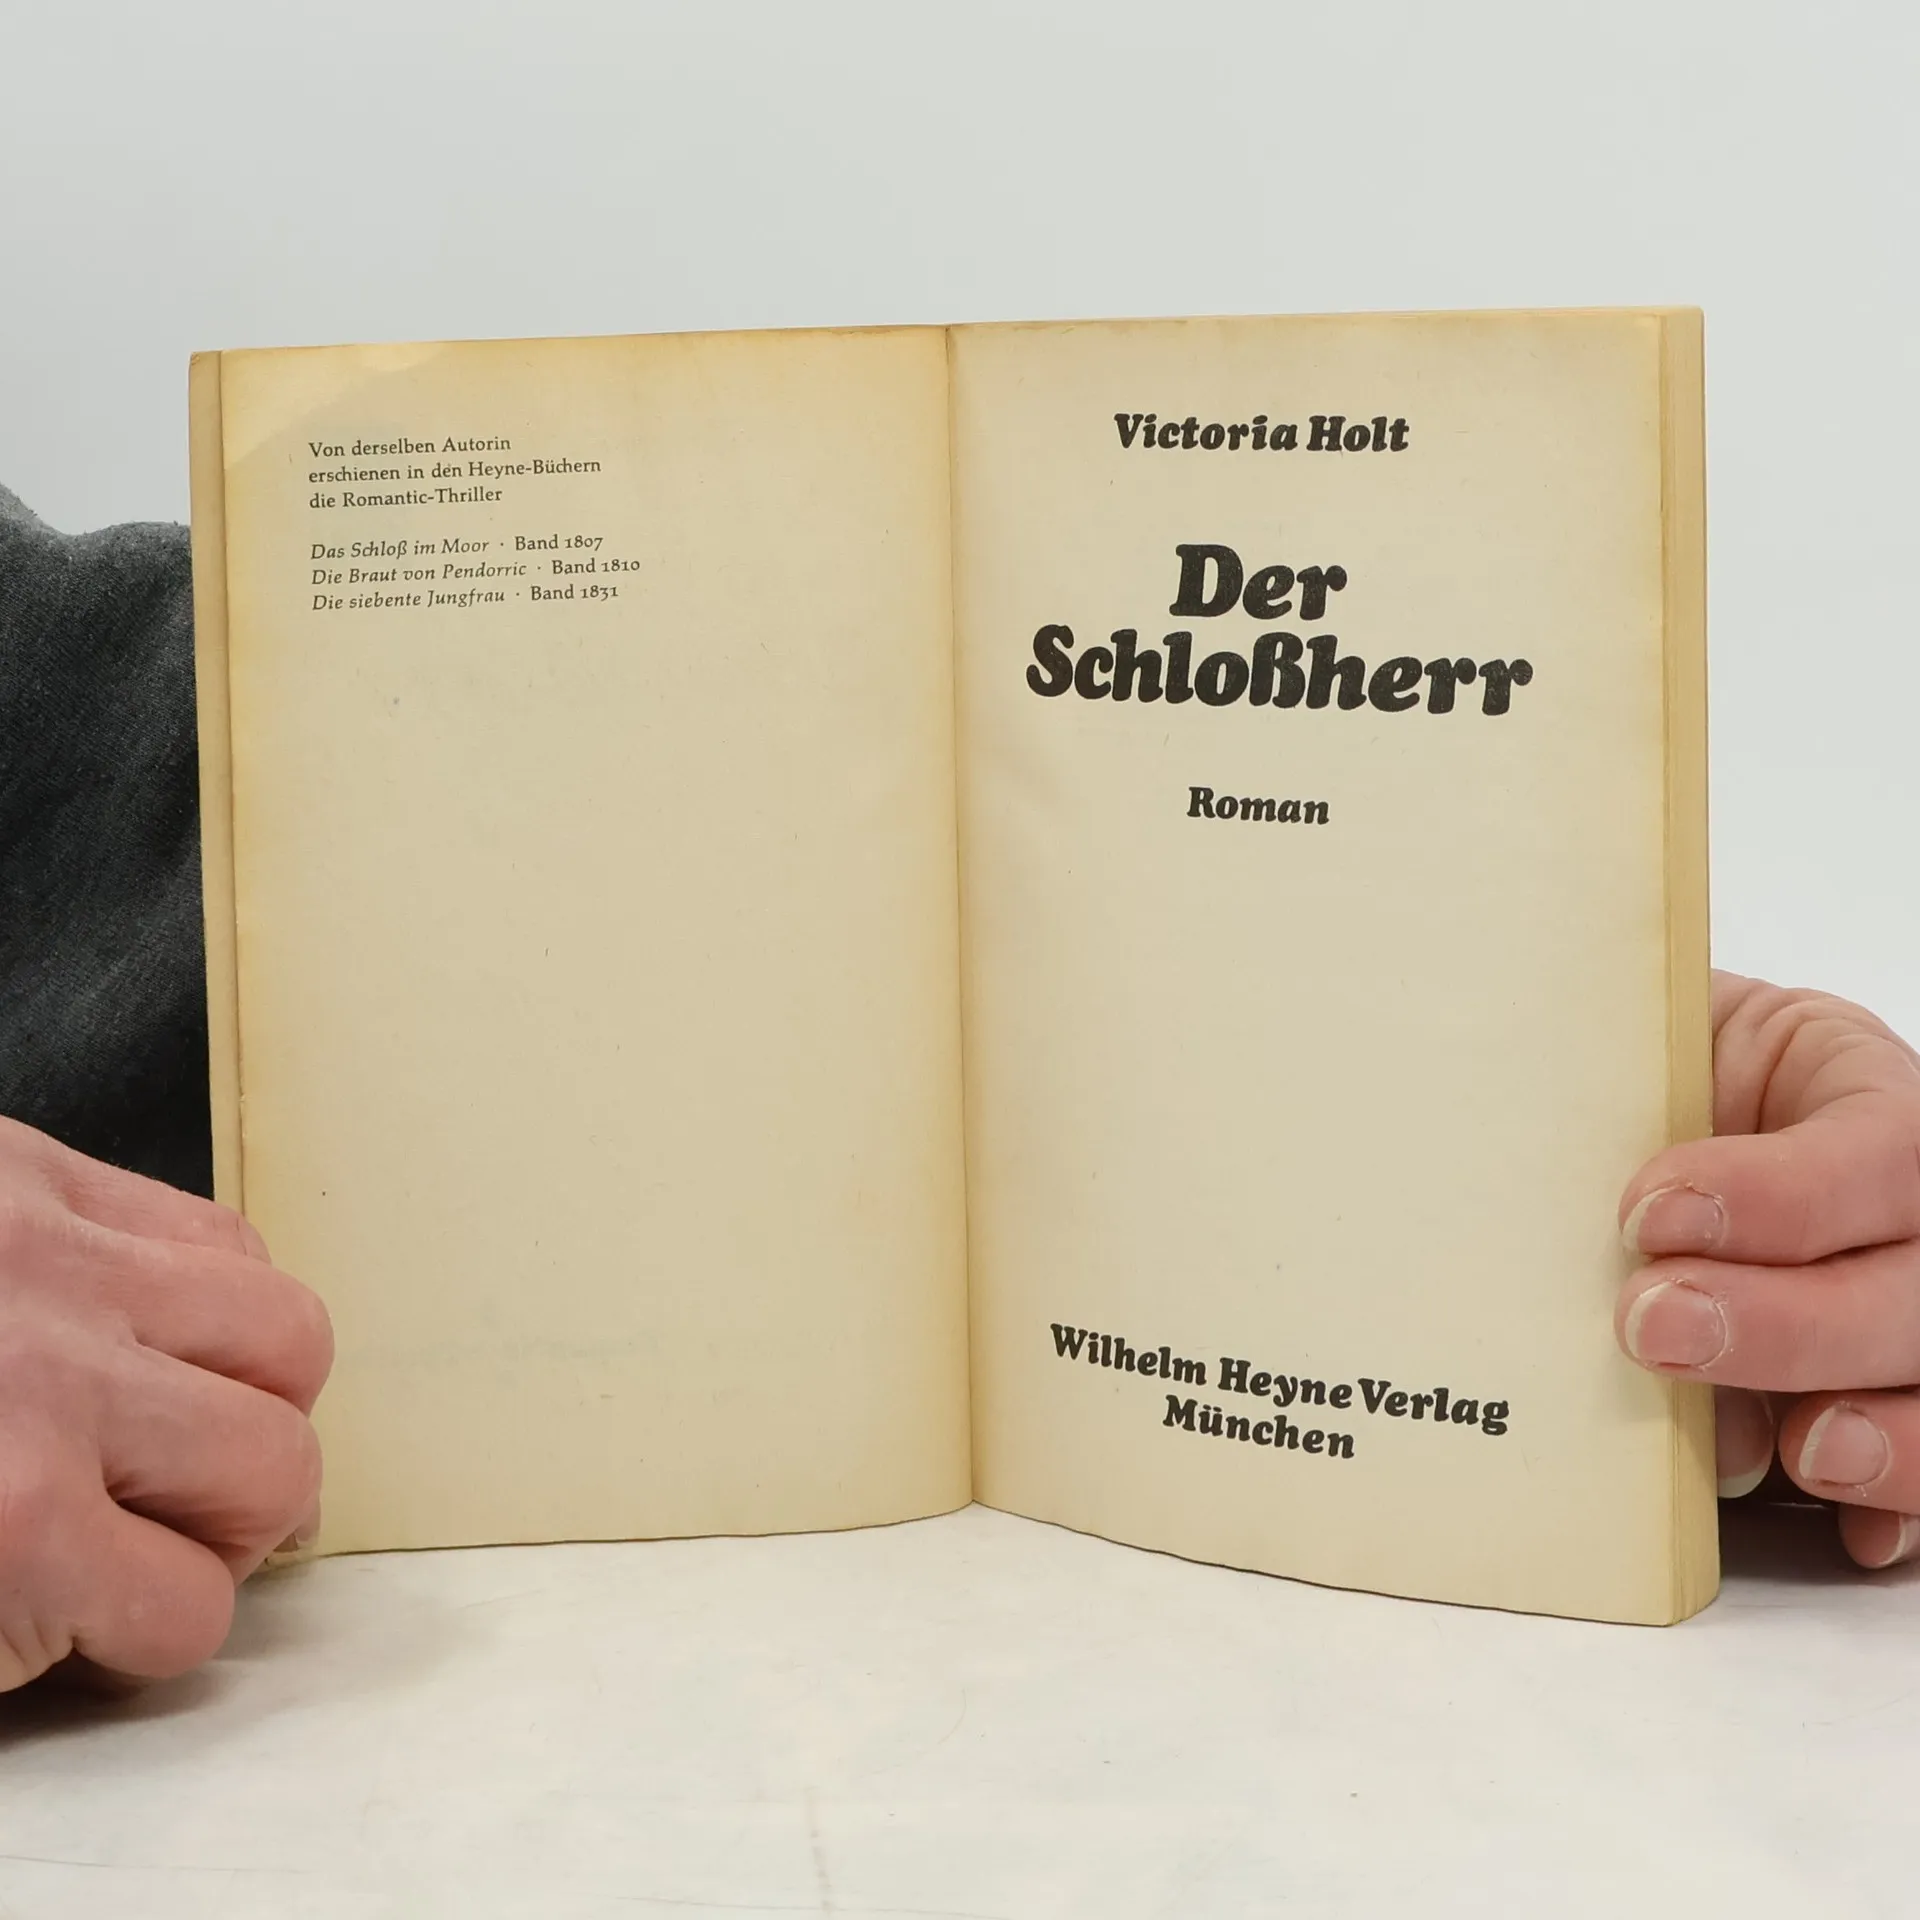 Von derselben Autorin
erschienen in den Heyne-Büchern
die Romantic-Thriller
Das Schloß im Moor · Band 1807
Die Braut von Pendorric · Band 1810
Die siebente Jungfrau · Band 1831
Victoria Holt
Der
Schloßherr
Roman
Wilhelm Heyne Verlag
München